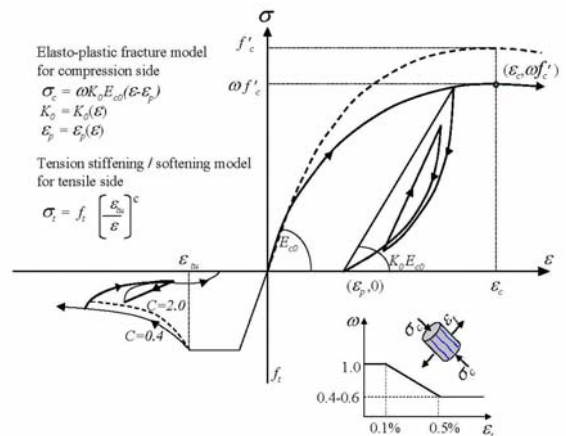 σ
Elasto-plastic fracture model
for compression side
σc = ωK0Ec0(ε-εp)
K0 = K0(ε)
εp = εp(ε)
Tension stiffening / softening model
for tensile side
σt = ft [εtu/ε]^c
f'c
ωf'c
(εc, ωf'c)
εtu
Ec0
K0Ec0
ε
(εp,0)
εc
C=2.0
C=0.4
ft
ω
1.0
0.4-0.6
0.1%
0.5%
σc
σc